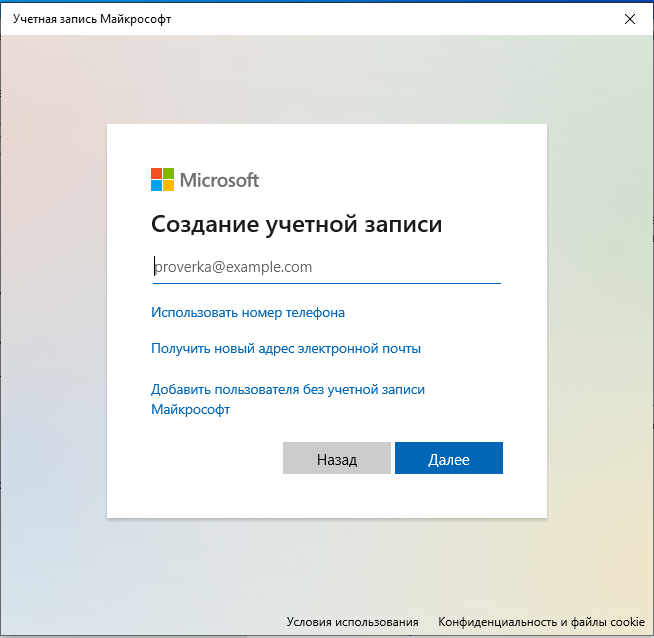 Учетная запись Майкрософт
Microsoft
Создание учетной записи
proverka@example.com
Использовать номер телефона
Получить новый адрес электронной почты
Добавить пользователя без учетной записи
Майкрософт
Назад
Далее
Условия использования
Конфиденциальность и файлы cookie